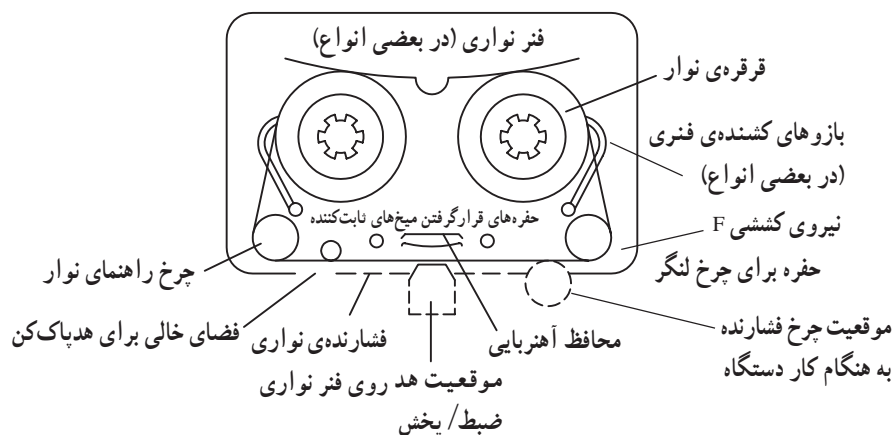 فنر نواری (در بعضی انواع)
قرقره‌ی نوار
بازوهای کشنده‌ی فنری
(در بعضی انواع)
حفره‌های قرارگرفتن میخ‌های ثابت‌کننده
نیروی کششی F
حفره برای چرخ لنگر
چرخ راهنمای نوار
موقعیت چرخ فشارنده
به هنگام کار دستگاه
محافظ آهنربایی
فشارنده‌ی نواری
فضای خالی برای هدپاک‌کن
موقعیت هد روی فنر نواری
ضبط/ پخش